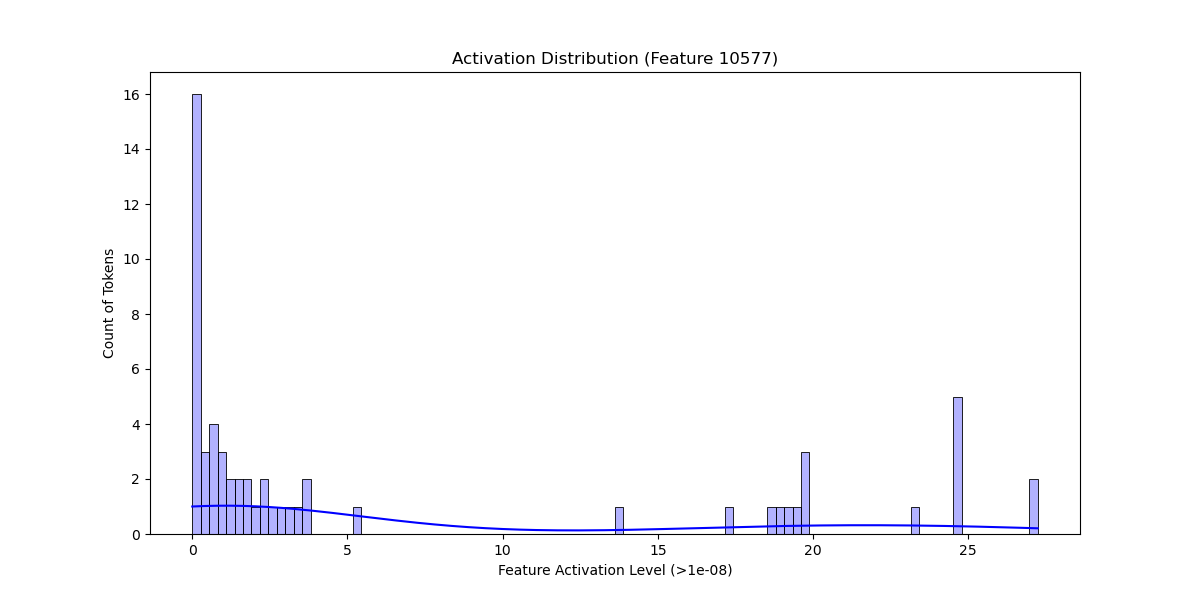 Activation Distribution (Feature 10577)
16
14
12
10
8
6
4
2
0
Count of Tokens
0 5 10 15 20 25
Feature Activation Level (>1e-08)